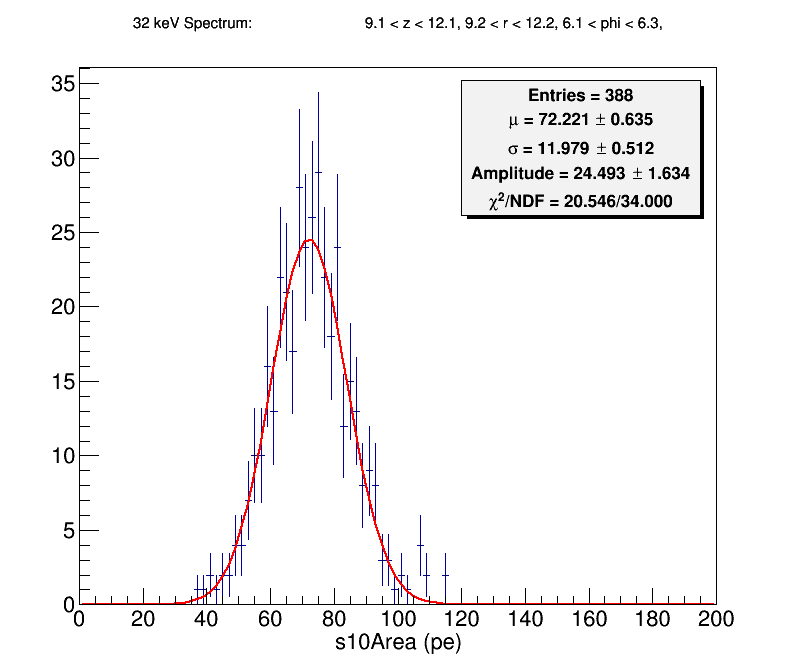 32 keV Spectrum: 9.1 < z < 12.1, 9.2 < r < 12.2, 6.1 < phi < 6.3,
Entries = 388
μ = 72.221 ± 0.635
σ = 11.979 ± 0.512
Amplitude = 24.493 ± 1.634
χ²/NDF = 20.546/34.000
35
30
25
20
15
10
5
0
0 20 40 60 80 100 120 140 160 180 200
s10Area (pe)